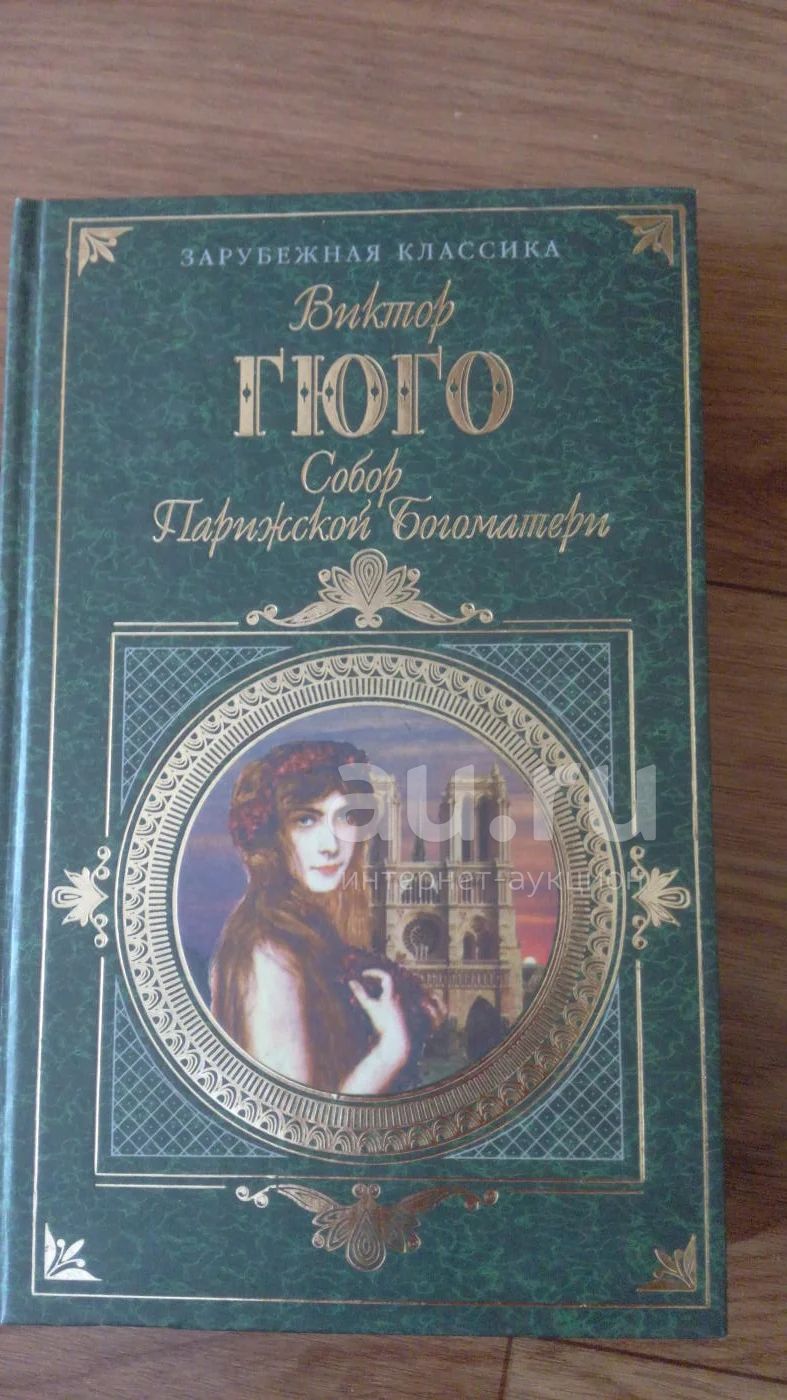 ЗАРУБЕЖНАЯ КЛАССИКА
Виктор
ГЮГО
Собор
Парижской Богоматери
au.ru
интернет-аукцион